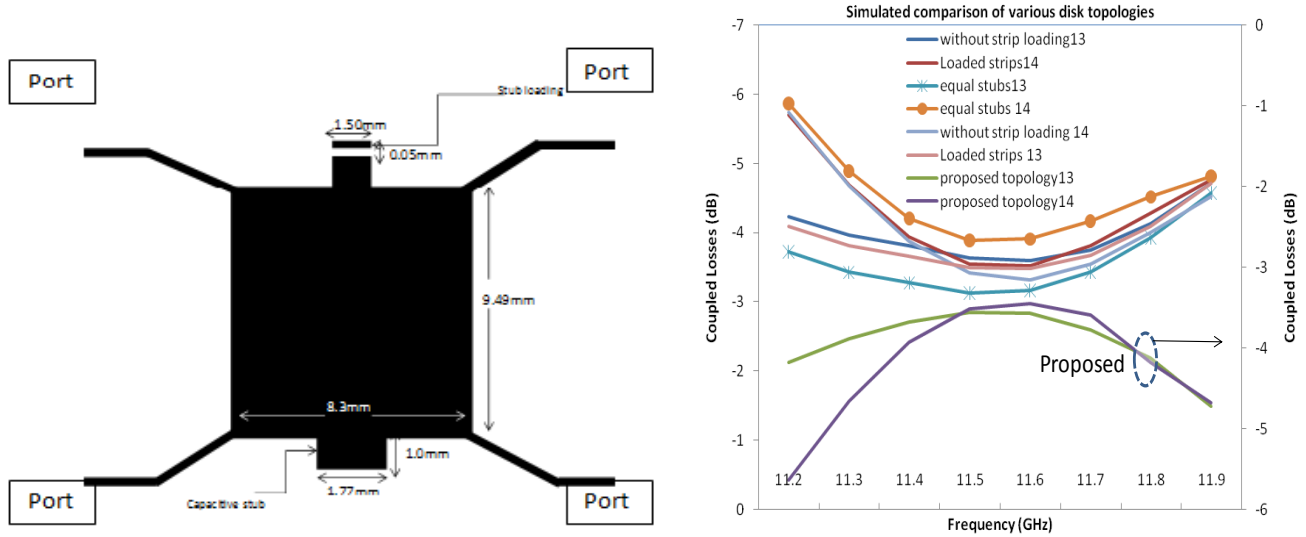 Port
Port
Stub loading
1.50mm
0.05mm
9.49mm
8.3mm
1.0mm
1.77mm
Capacitive stub
Port
Port
Simulated comparison of various disk topologies
without strip loading13
Loaded strips14
equal stubs13
equal stubs 14
without strip loading 14
Loaded strips 13
proposed topology13
proposed topology14
Coupled Losses (dB)
-7
-6
-5
-4
-3
-2
-1
0
Proposed
11.2 11.3 11.4 11.5 11.6 11.7 11.8 11.9
Frequency (GHz)
0
-1
-2
-3
-4
-5
-6
Coupled Losses (dB)